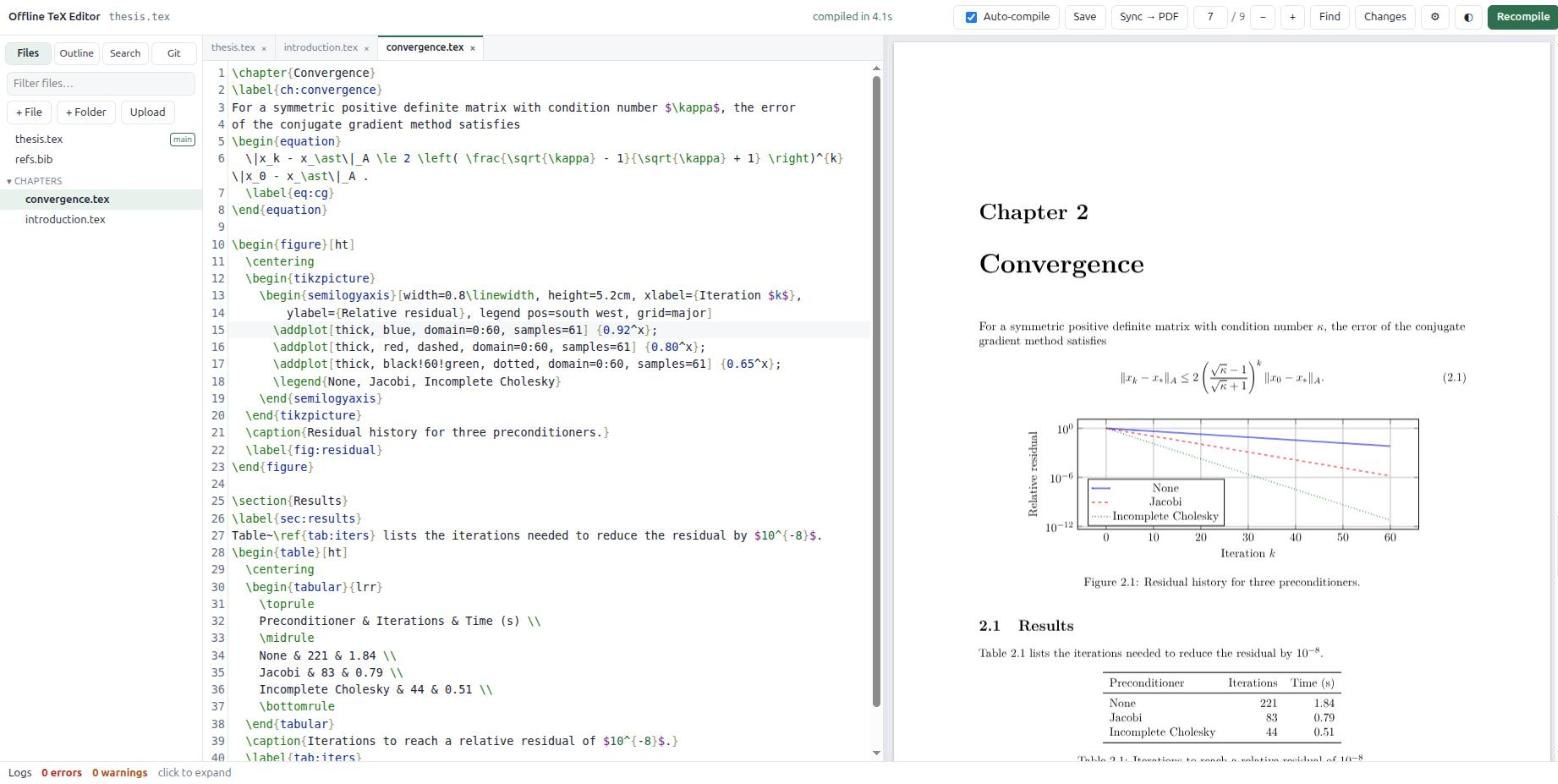 Offline TeX Editor thesis.tex compiled in 4.1s Auto-compile Save Sync → PDF 7 / 9 − + Find Changes ⚙ ◐ Recompile
Files Outline Search Git
Filter files…
+ File + Folder Upload
thesis.tex main
refs.bib
▾ CHAPTERS
convergence.tex
introduction.tex
thesis.tex × introduction.tex × convergence.tex ×
1 \chapter{Convergence}
2 \label{ch:convergence}
3 For a symmetric positive definite matrix with condition number $\kappa$, the error
4 of the conjugate gradient method satisfies
5 \begin{equation}
6   \|x_k - x_\ast\|_A \le 2 \left( \frac{\sqrt{\kappa} - 1}{\sqrt{\kappa} + 1} \right)^{k}
\|x_0 - x_\ast\|_A .
7   \label{eq:cg}
8 \end{equation}
9
10 \begin{figure}[ht]
11   \centering
12   \begin{tikzpicture}
13     \begin{semilogyaxis}[width=0.8\linewidth, height=5.2cm, xlabel={Iteration $k$},
14         ylabel={Relative residual}, legend pos=south west, grid=major]
15       \addplot[thick, blue, domain=0:60, samples=61] {0.92^x};
16       \addplot[thick, red, dashed, domain=0:60, samples=61] {0.80^x};
17       \addplot[thick, black!60!green, dotted, domain=0:60, samples=61] {0.65^x};
18       \legend{None, Jacobi, Incomplete Cholesky}
19     \end{semilogyaxis}
20   \end{tikzpicture}
21   \caption{Residual history for three preconditioners.}
22   \label{fig:residual}
23 \end{figure}
24
25 \section{Results}
26 \label{sec:results}
27 Table~\ref{tab:iters} lists the iterations needed to reduce the residual by $10^{-8}$.
28 \begin{table}[ht]
29   \centering
30   \begin{tabular}{lrr}
31     \toprule
32     Preconditioner & Iterations & Time (s) \\
33     \midrule
34     None & 221 & 1.84 \\
35     Jacobi & 83 & 0.79 \\
36     Incomplete Cholesky & 44 & 0.51 \\
37     \bottomrule
38   \end{tabular}
39   \caption{Iterations to reach a relative residual of $10^{-8}$.}
40   \label{tab:iters}
Chapter 2
Convergence
For a symmetric positive definite matrix with condition number κ, the error of the conjugate
gradient method satisfies
‖x_k − x_*‖_A ≤ 2 ((√κ − 1)/(√κ + 1))^k ‖x_0 − x_*‖_A. (2.1)
Relative residual
10^0
10^−6
10^−12
None
Jacobi
Incomplete Cholesky
0 10 20 30 40 50 60
Iteration k
Figure 2.1: Residual history for three preconditioners.
2.1 Results
Table 2.1 lists the iterations needed to reduce the residual by 10^−8.
Preconditioner Iterations Time (s)
None 221 1.84
Jacobi 83 0.79
Incomplete Cholesky 44 0.51
Table 2.1: Iterations to reach a relative residual of 10^−8
Logs 0 errors 0 warnings click to expand